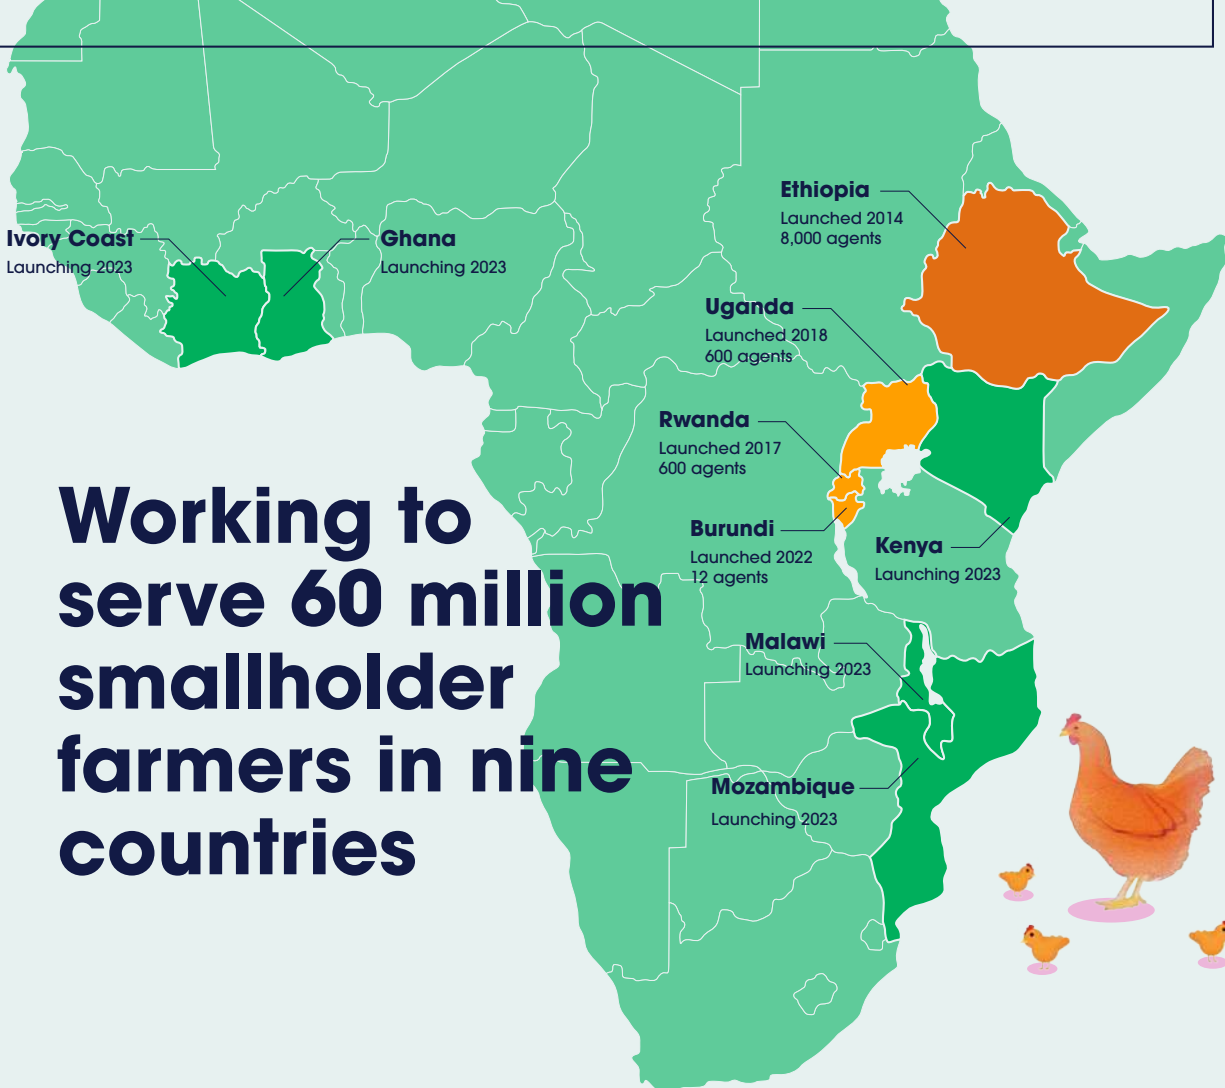 Ethiopia
Launched 2014
8,000 agents
Ivory Coast
Launching 2023
Ghana
Launching 2023
Uganda
Launched 2018
600 agents
Rwanda
Launched 2017
600 agents
Burundi
Launched 2022
12 agents
Kenya
Launching 2023
Malawi
Launching 2023
Mozambique
Launching 2023
Working to
serve 60 million
smallholder
farmers in nine
countries